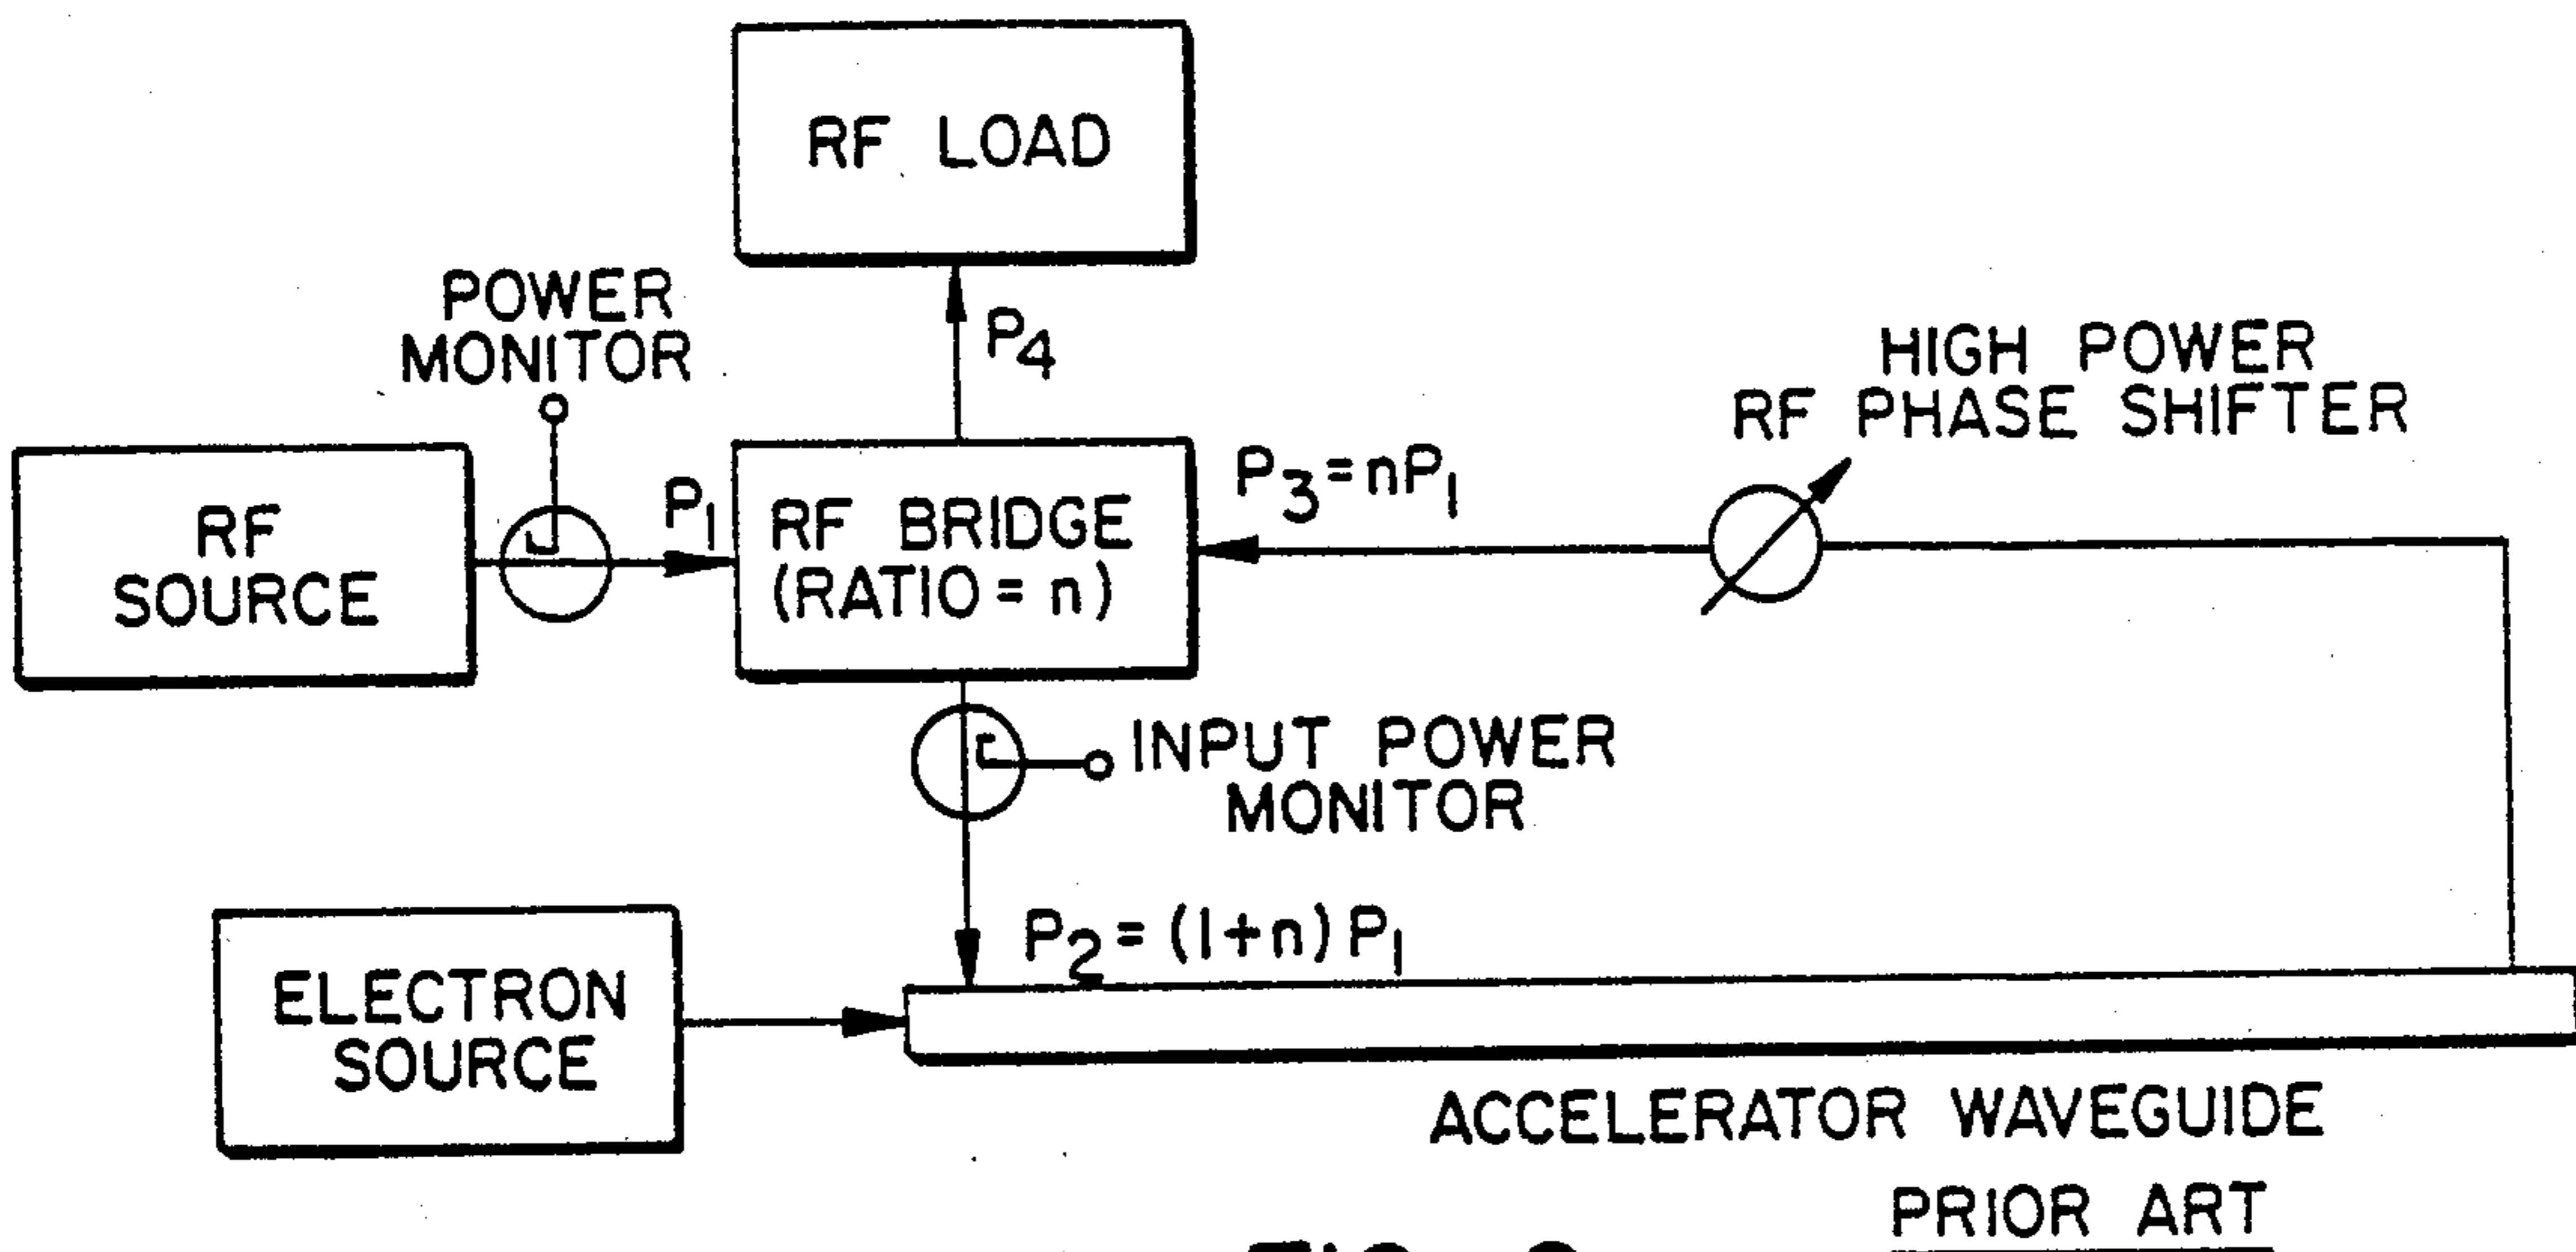 RF LOAD
POWER
MONITOR
P4
HIGH POWER
RF PHASE SHIFTER
RF
SOURCE
P1
RF BRIDGE
(RATIO = n)
P3 = nP1
INPUT POWER
MONITOR
P2 = (1+n) P1
ELECTRON
SOURCE
ACCELERATOR WAVEGUIDE
PRIOR ART